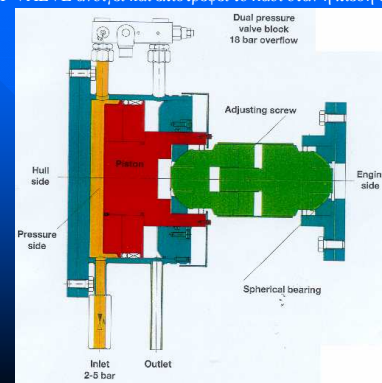 Dual pressure
valve block
18 bar overflow
Adjusting screw
Piston
Hull
side
Engin
side
Pressure
side
Spherical bearing
Inlet
2-5 bar
Outlet